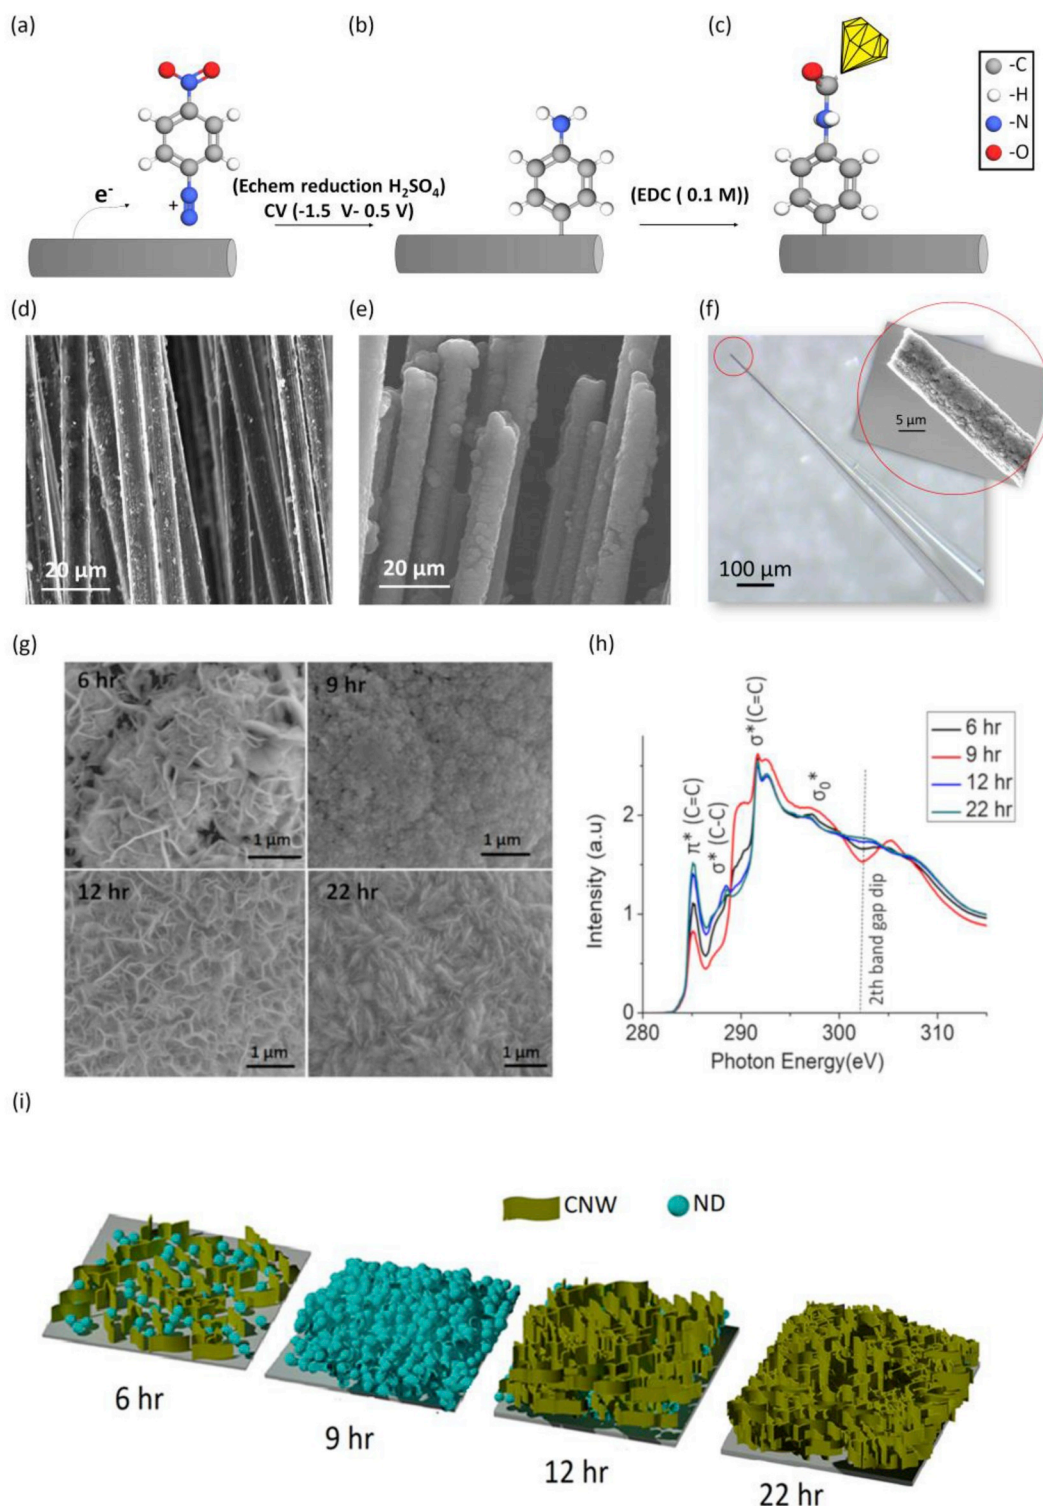 (a)
(b)
(c)
-C
-H
-N
-O
e-
+
(Echem reduction H2SO4)
CV (-1.5 V- 0.5 V)
(EDC ( 0.1 M))
(d)
(e)
(f)
20 µm
20 µm
5 µm
100 µm
(g)
(h)
6 hr
9 hr
1 µm
1 µm
12 hr
22 hr
1 µm
1 µm
π* (C=C)
σ* (C-C)
σ* (C=C)
σ0*
2th band gap dip
6 hr
9 hr
12 hr
22 hr
Intensity (a.u)
2
1
0
280
290
300
310
Photon Energy(eV)
(i)
CNW
ND
6 hr
9 hr
12 hr
22 hr